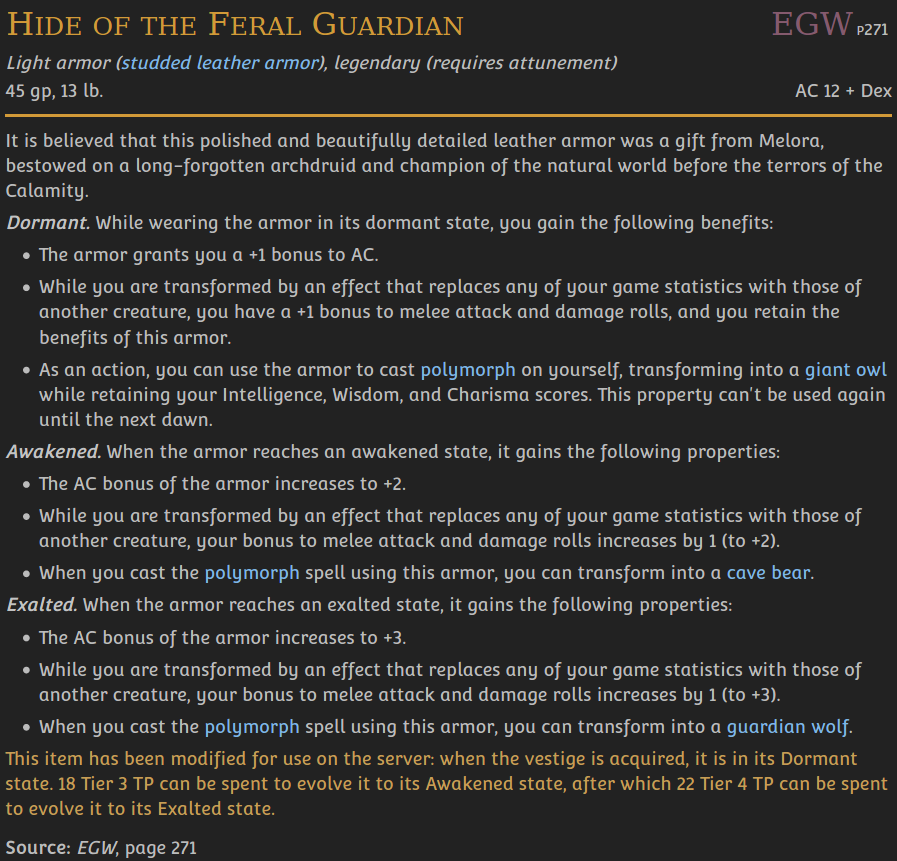 Hide of the Feral Guardian
EGW P271
Light armor (studded leather armor), legendary (requires attunement)
45 gp, 13 lb.
AC 12 + Dex
It is believed that this polished and beautifully detailed leather armor was a gift from Melora,
bestowed on a long-forgotten archdruid and champion of the natural world before the terrors of the
Calamity.
Dormant. While wearing the armor in its dormant state, you gain the following benefits:
• The armor grants you a +1 bonus to AC.
• While you are transformed by an effect that replaces any of your game statistics with those of
another creature, you have a +1 bonus to melee attack and damage rolls, and you retain the
benefits of this armor.
• As an action, you can use the armor to cast polymorph on yourself, transforming into a giant owl
while retaining your Intelligence, Wisdom, and Charisma scores. This property can't be used again
until the next dawn.
Awakened. When the armor reaches an awakened state, it gains the following properties:
• The AC bonus of the armor increases to +2.
• While you are transformed by an effect that replaces any of your game statistics with those of
another creature, your bonus to melee attack and damage rolls increases by 1 (to +2).
• When you cast the polymorph spell using this armor, you can transform into a cave bear.
Exalted. When the armor reaches an exalted state, it gains the following properties:
• The AC bonus of the armor increases to +3.
• While you are transformed by an effect that replaces any of your game statistics with those of
another creature, your bonus to melee attack and damage rolls increases by 1 (to +3).
• When you cast the polymorph spell using this armor, you can transform into a guardian wolf.
This item has been modified for use on the server: when the vestige is acquired, it is in its Dormant
state. 18 Tier 3 TP can be spent to evolve it to its Awakened state, after which 22 Tier 4 TP can be spent
to evolve it to its Exalted state.
Source: EGW, page 271